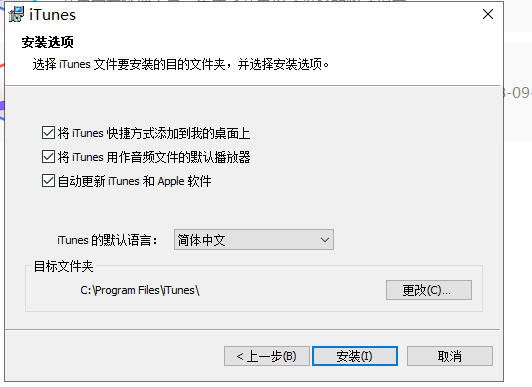 iTunes
安装选项
选择 iTunes 文件要安装的目的文件夹，并选择安装选项。
将 iTunes 快捷方式添加到我的桌面上
将 iTunes 用作音频文件的默认播放器
自动更新 iTunes 和 Apple 软件
iTunes 的默认语言： 简体中文
目标文件夹
C:\Program Files\iTunes\ 更改(C)...
< 上一步(B) 安装(I) 取消